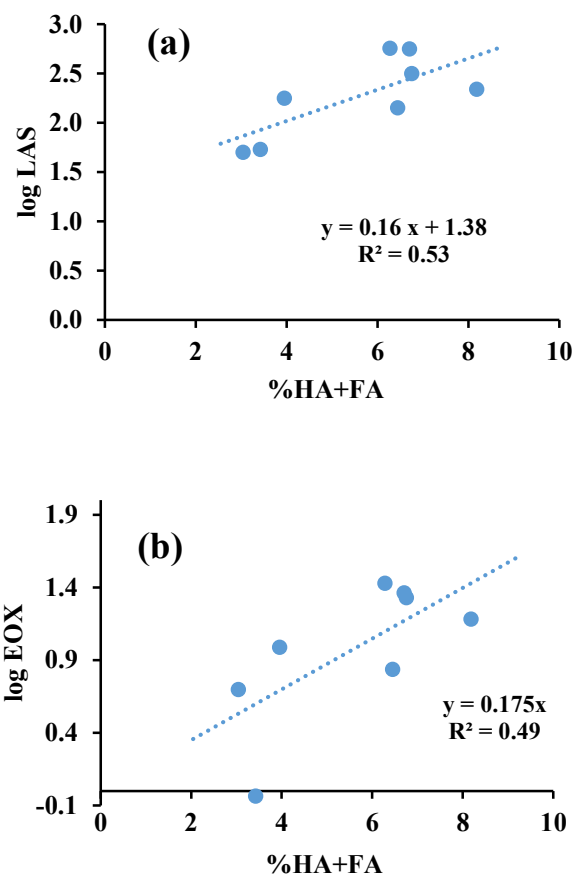 (a)
3.0
2.5
2.0
1.5
1.0
0.5
0.0
log LAS
y = 0.16 x + 1.38
R² = 0.53
0 2 4 6 8 10
%HA+FA
(b)
1.9
1.4
0.9
0.4
-0.1
log EOX
y = 0.175x
R² = 0.49
0 2 4 6 8 10
%HA+FA